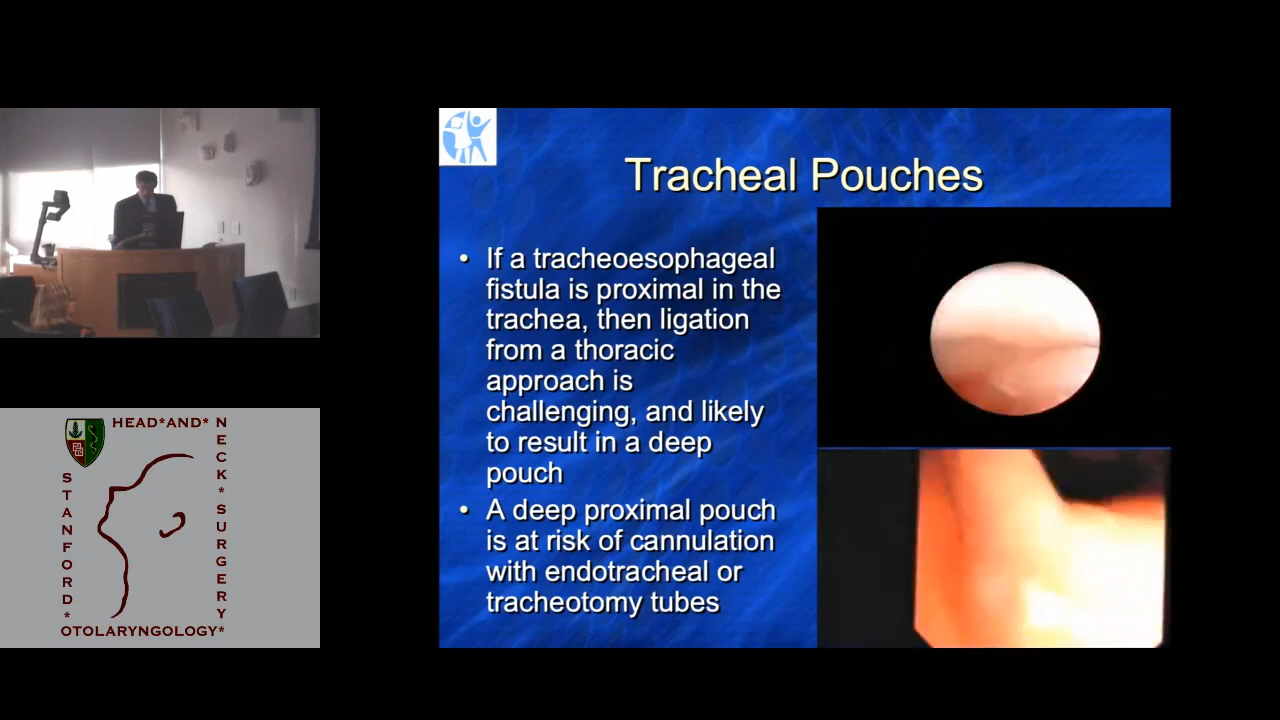 Tracheal Pouches
• If a tracheoesophageal
fistula is proximal in the
trachea, then ligation
from a thoracic
approach is
challenging, and likely
to result in a deep
pouch
• A deep proximal pouch
is at risk of cannulation
with endotracheal or
tracheotomy tubes
HEAD*AND*
NECK*SURGERY
STANFORD*
OTOLARYNGOLOGY*